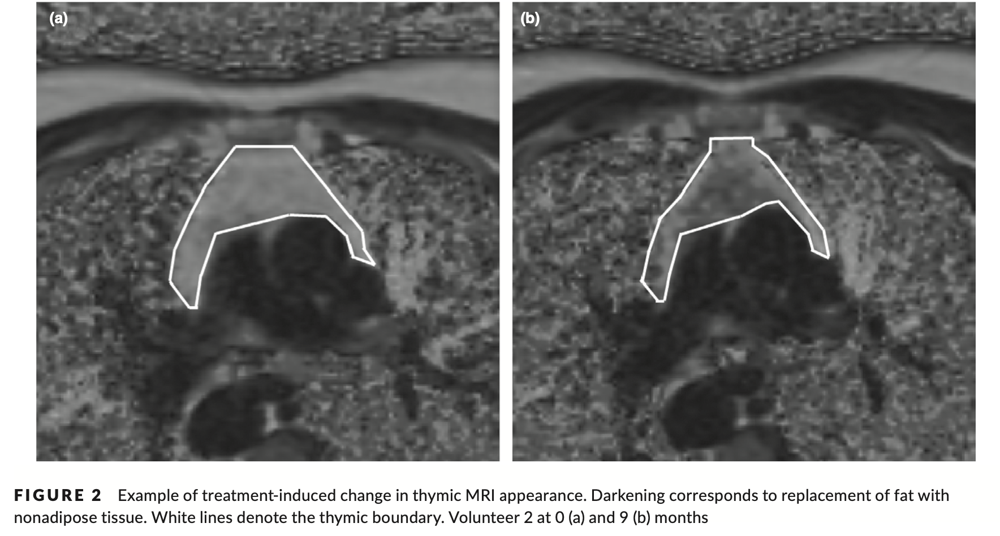 (a)
(b)
FIGURE 2 Example of treatment-induced change in thymic MRI appearance. Darkening corresponds to replacement of fat with
nonadipose tissue. White lines denote the thymic boundary. Volunteer 2 at 0 (a) and 9 (b) months